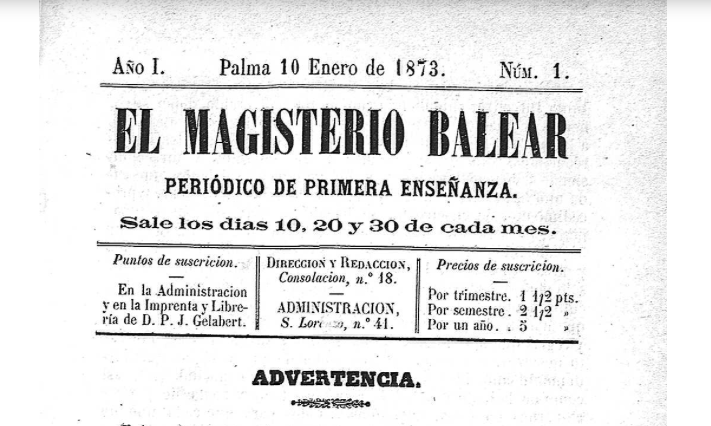 Año I. Palma 10 Enero de 1873. Núm. 1.
EL MAGISTERIO BALEAR
PERIÓDICO DE PRIMERA ENSEÑANZA.
Sale los dias 10, 20 y 30 de cada mes.
Puntos de suscricion.
En la Administracion
y en la Imprenta y Libre-
ría de D. P. J. Gelabert.
Direccion y Redaccion,
Consolacion, n.º 18.
ADMINISTRACION,
S. Lorenzo, n.º 41.
Precios de suscricion.
Por trimestre. 1 1/2 pts.
Por semestre. 2 1/2 »
Por un año. . 5 »
ADVERTENCIA.